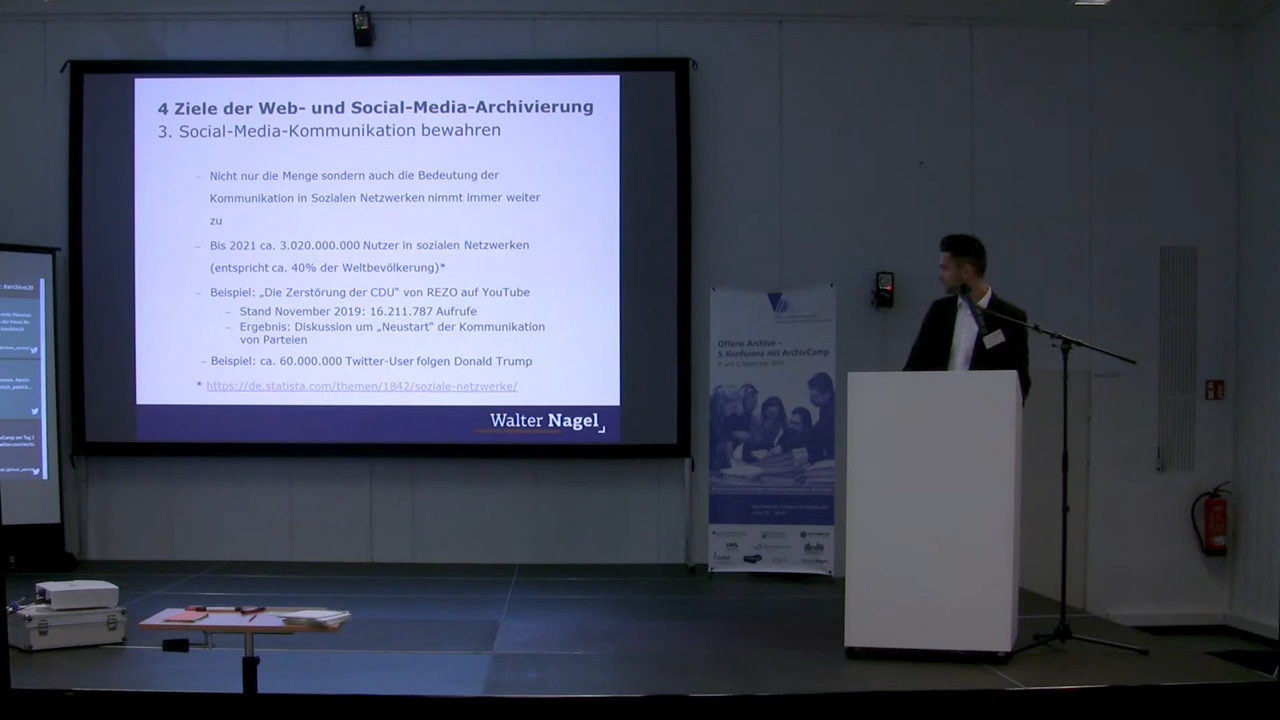 4 Ziele der Web- und Social-Media-Archivierung
3. Social-Media-Kommunikation bewahren
– Nicht nur die Menge sondern auch die Bedeutung der
Kommunikation in Sozialen Netzwerken nimmt immer weiter
zu
– Bis 2021 ca. 3.020.000.000 Nutzer in sozialen Netzwerken
(entspricht ca. 40% der Weltbevölkerung)*
– Beispiel: „Die Zerstörung der CDU“ von REZO auf YouTube
– Stand November 2019: 16.211.787 Aufrufe
– Ergebnis: Diskussion um „Neustart“ der Kommunikation
von Parteien
– Beispiel: ca. 60.000.000 Twitter-User folgen Donald Trump
* https://de.statista.com/themen/1842/soziale-netzwerke/
Walter Nagel
Offene Archive –
5. Konferenz mit ArchivCamp
4. und 5. November 2019